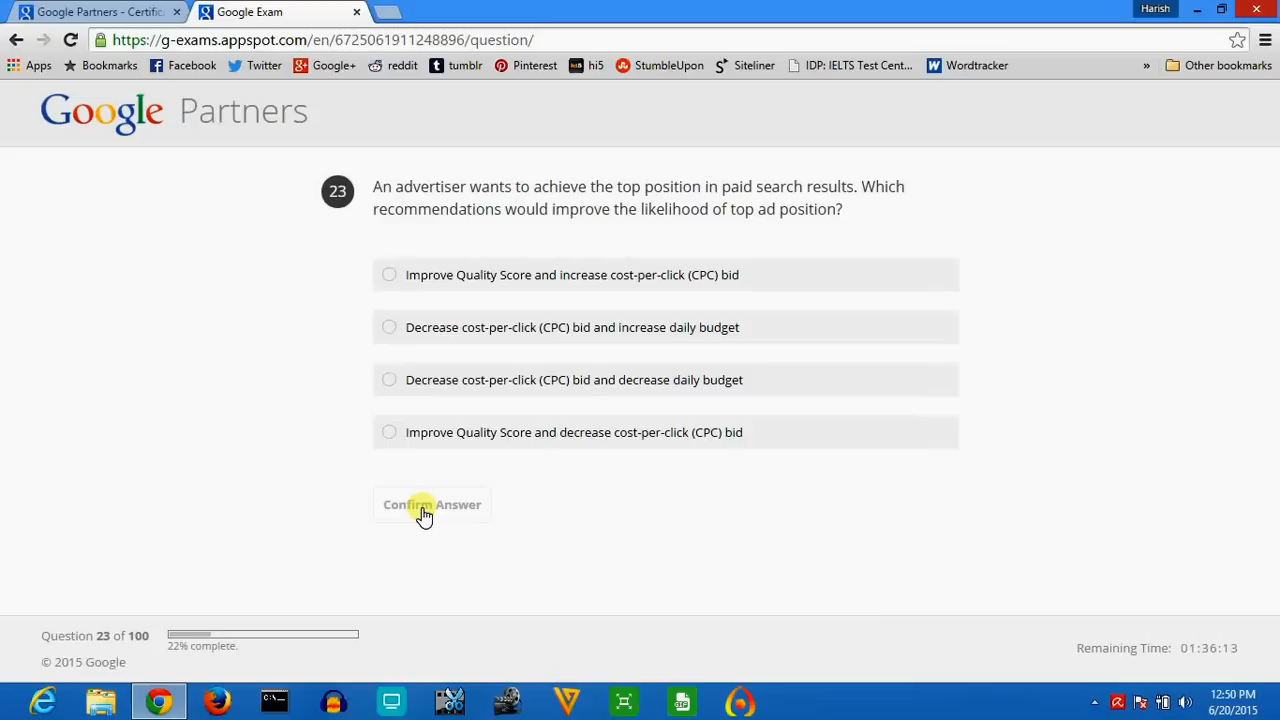 Google Partners - Certific
Google Exam
Harish
https://g-exams.appspot.com/en/6725061911248896/question/
Apps
Bookmarks
Facebook
Twitter
Google+
reddit
tumblr
Pinterest
hi5
StumbleUpon
Siteliner
IDP: IELTS Test Cent...
Wordtracker
»
Other bookmarks
Google Partners
23
An advertiser wants to achieve the top position in paid search results. Which
recommendations would improve the likelihood of top ad position?
Improve Quality Score and increase cost-per-click (CPC) bid
Decrease cost-per-click (CPC) bid and increase daily budget
Decrease cost-per-click (CPC) bid and decrease daily budget
Improve Quality Score and decrease cost-per-click (CPC) bid
Confirm Answer
Question 23 of 100
22% complete.
Remaining Time: 01:36:13
© 2015 Google
12:50 PM
6/20/2015